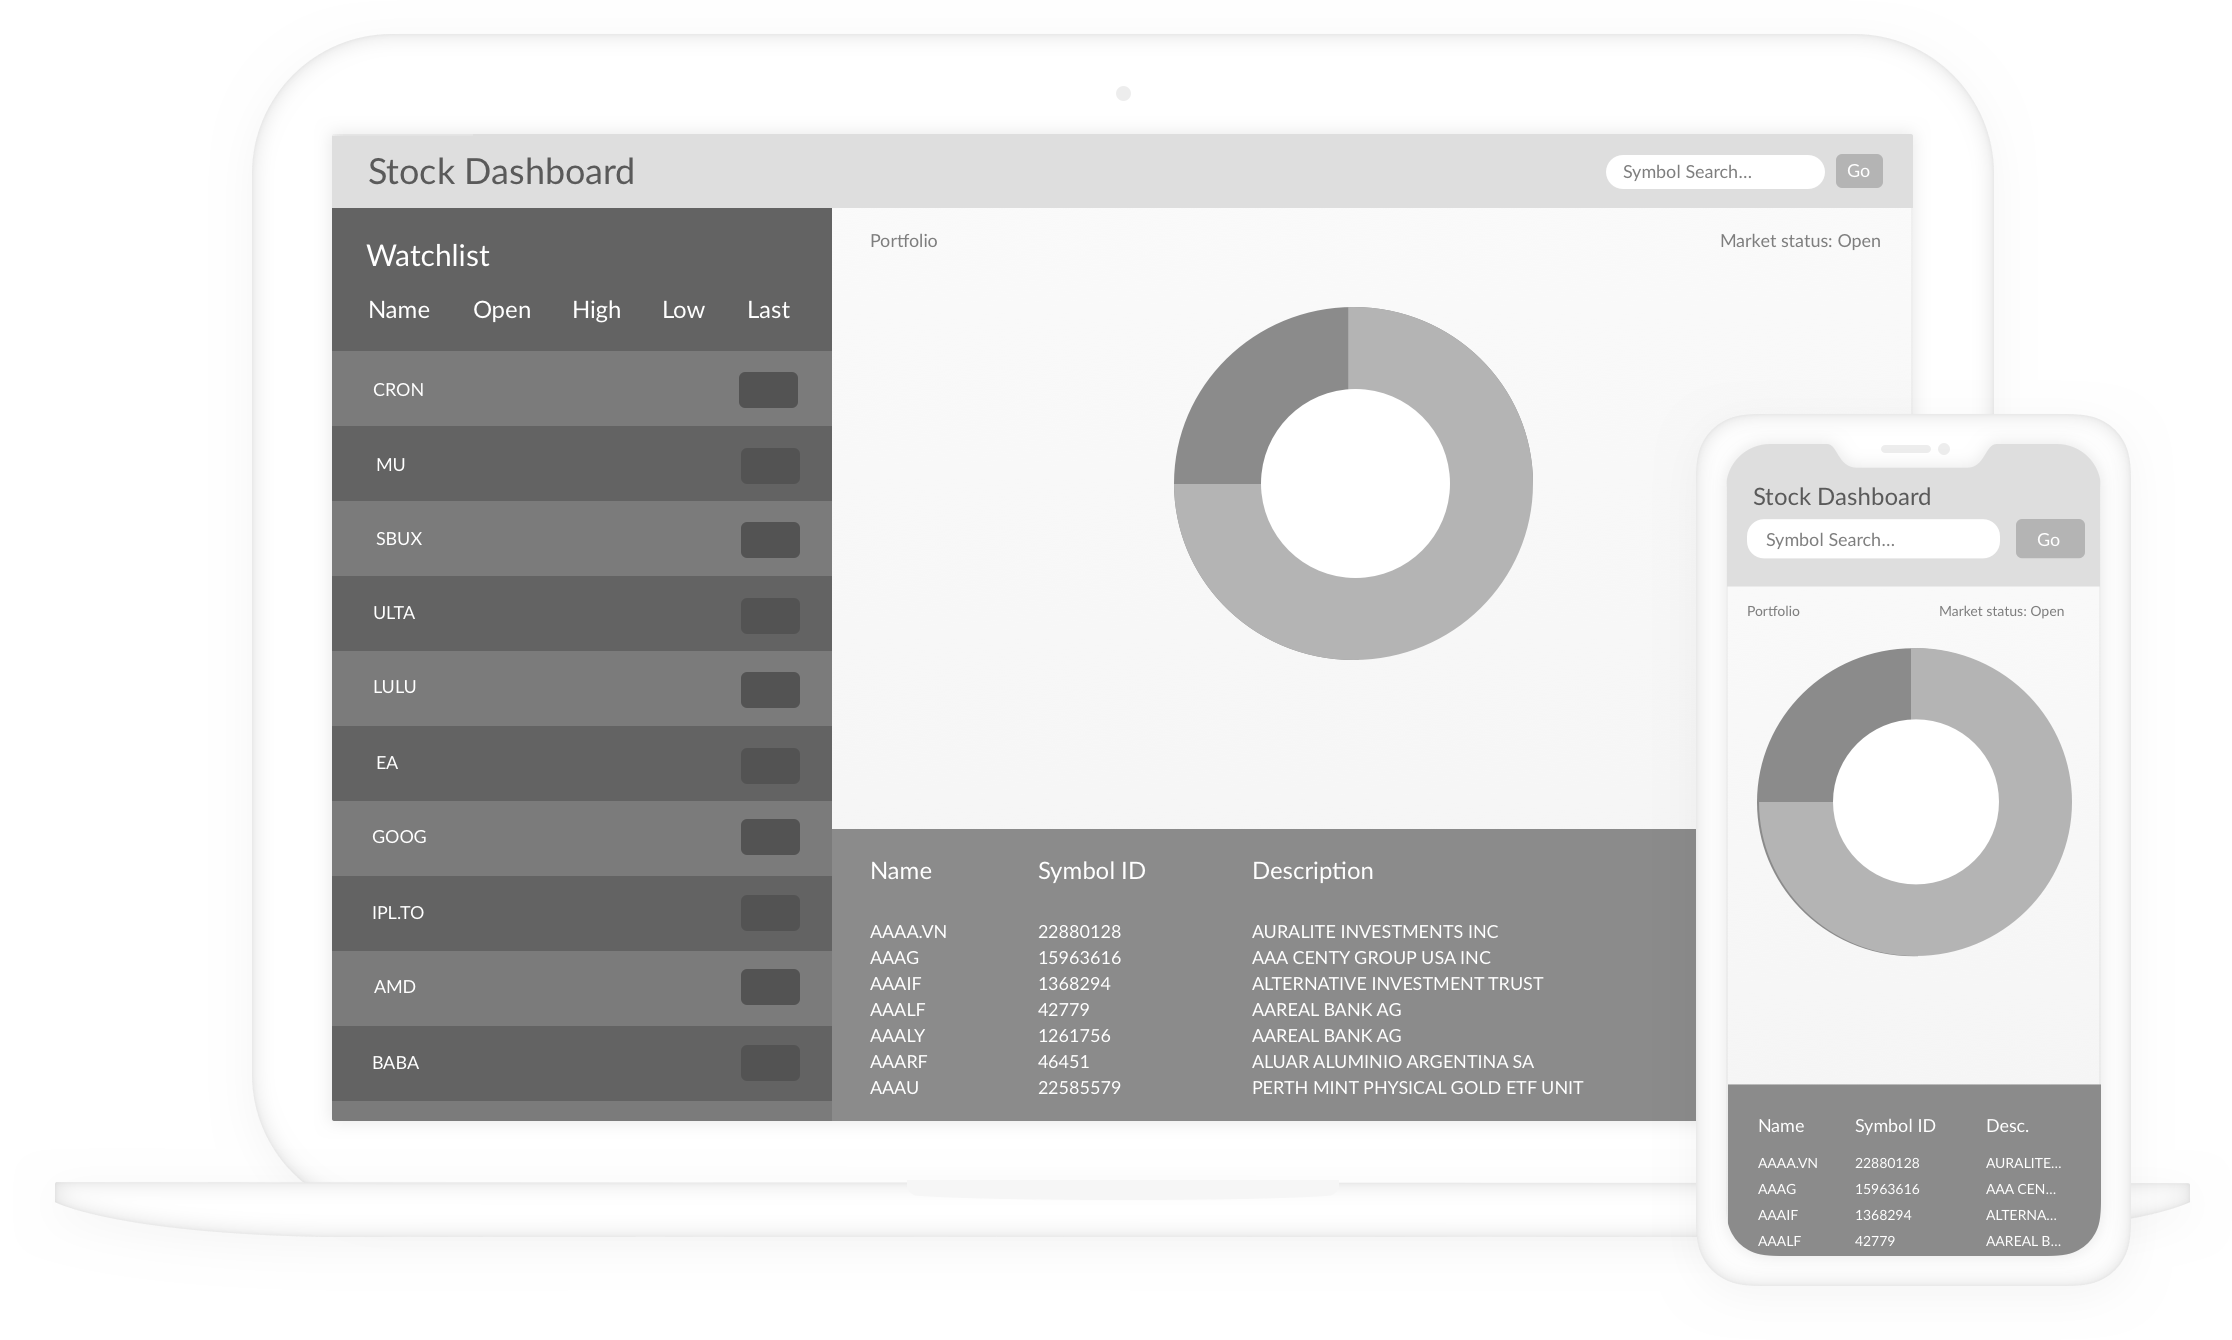 Stock Dashboard
Symbol Search...
Go
Watchlist
Name Open High Low Last
CRON
MU
SBUX
ULTA
LULU
EA
GOOG
IPL.TO
AMD
BABA
Portfolio
Market status: Open
Name Symbol ID Description
AAAA.VN 22880128 AURALITE INVESTMENTS INC
AAAG 15963616 AAA CENTY GROUP USA INC
AAAIF 1368294 ALTERNATIVE INVESTMENT TRUST
AAALF 42779 AAREAL BANK AG
AAALY 1261756 AAREAL BANK AG
AAARF 46451 ALUAR ALUMINIO ARGENTINA SA
AAAU 22585579 PERTH MINT PHYSICAL GOLD ETF UNIT
Stock Dashboard
Symbol Search...
Go
Portfolio
Market status: Open
Name Symbol ID Desc.
AAAA.VN 22880128 AURALITE...
AAAG 15963616 AAA CEN...
AAAIF 1368294 ALTERNA...
AAALF 42779 AAREAL B...